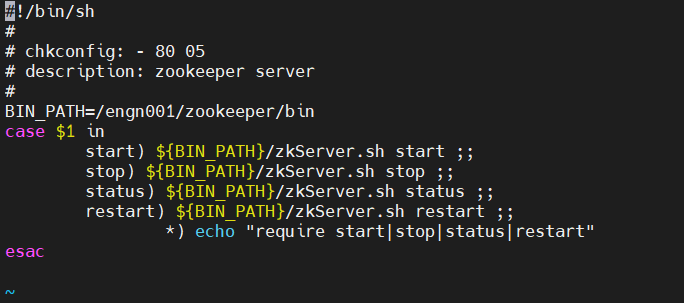 #!/bin/sh
#
# chkconfig: - 80 05
# description: zookeeper server
#
BIN_PATH=/engn001/zookeeper/bin
case $1 in
        start) ${BIN_PATH}/zkServer.sh start ;;
        stop) ${BIN_PATH}/zkServer.sh stop ;;
        status) ${BIN_PATH}/zkServer.sh status ;;
        restart) ${BIN_PATH}/zkServer.sh restart ;;
                *) echo "require start|stop|status|restart"
esac
~